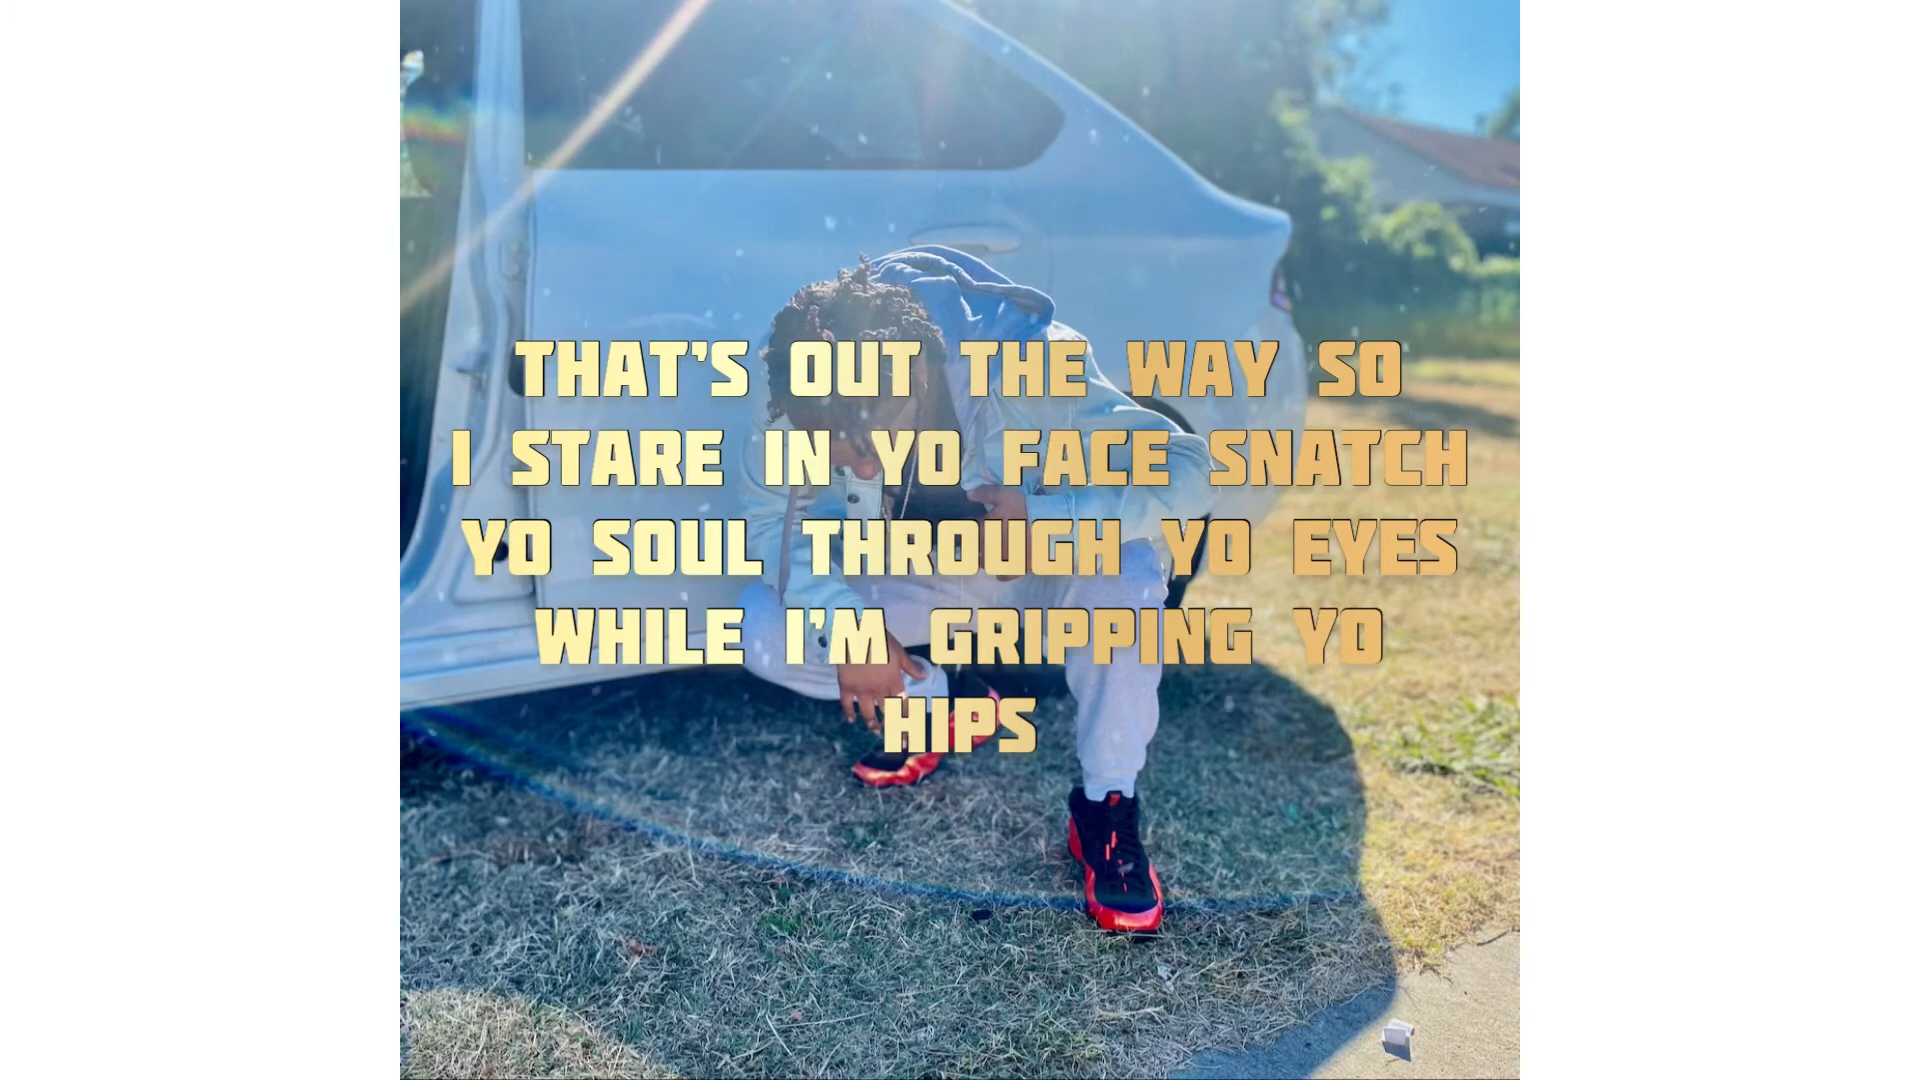 THAT'S OUT THE WAY SO
I STARE IN YO FACE SNATCH
YO SOUL THROUGH YO EYES
WHILE I'M GRIPPING YO
HIPS